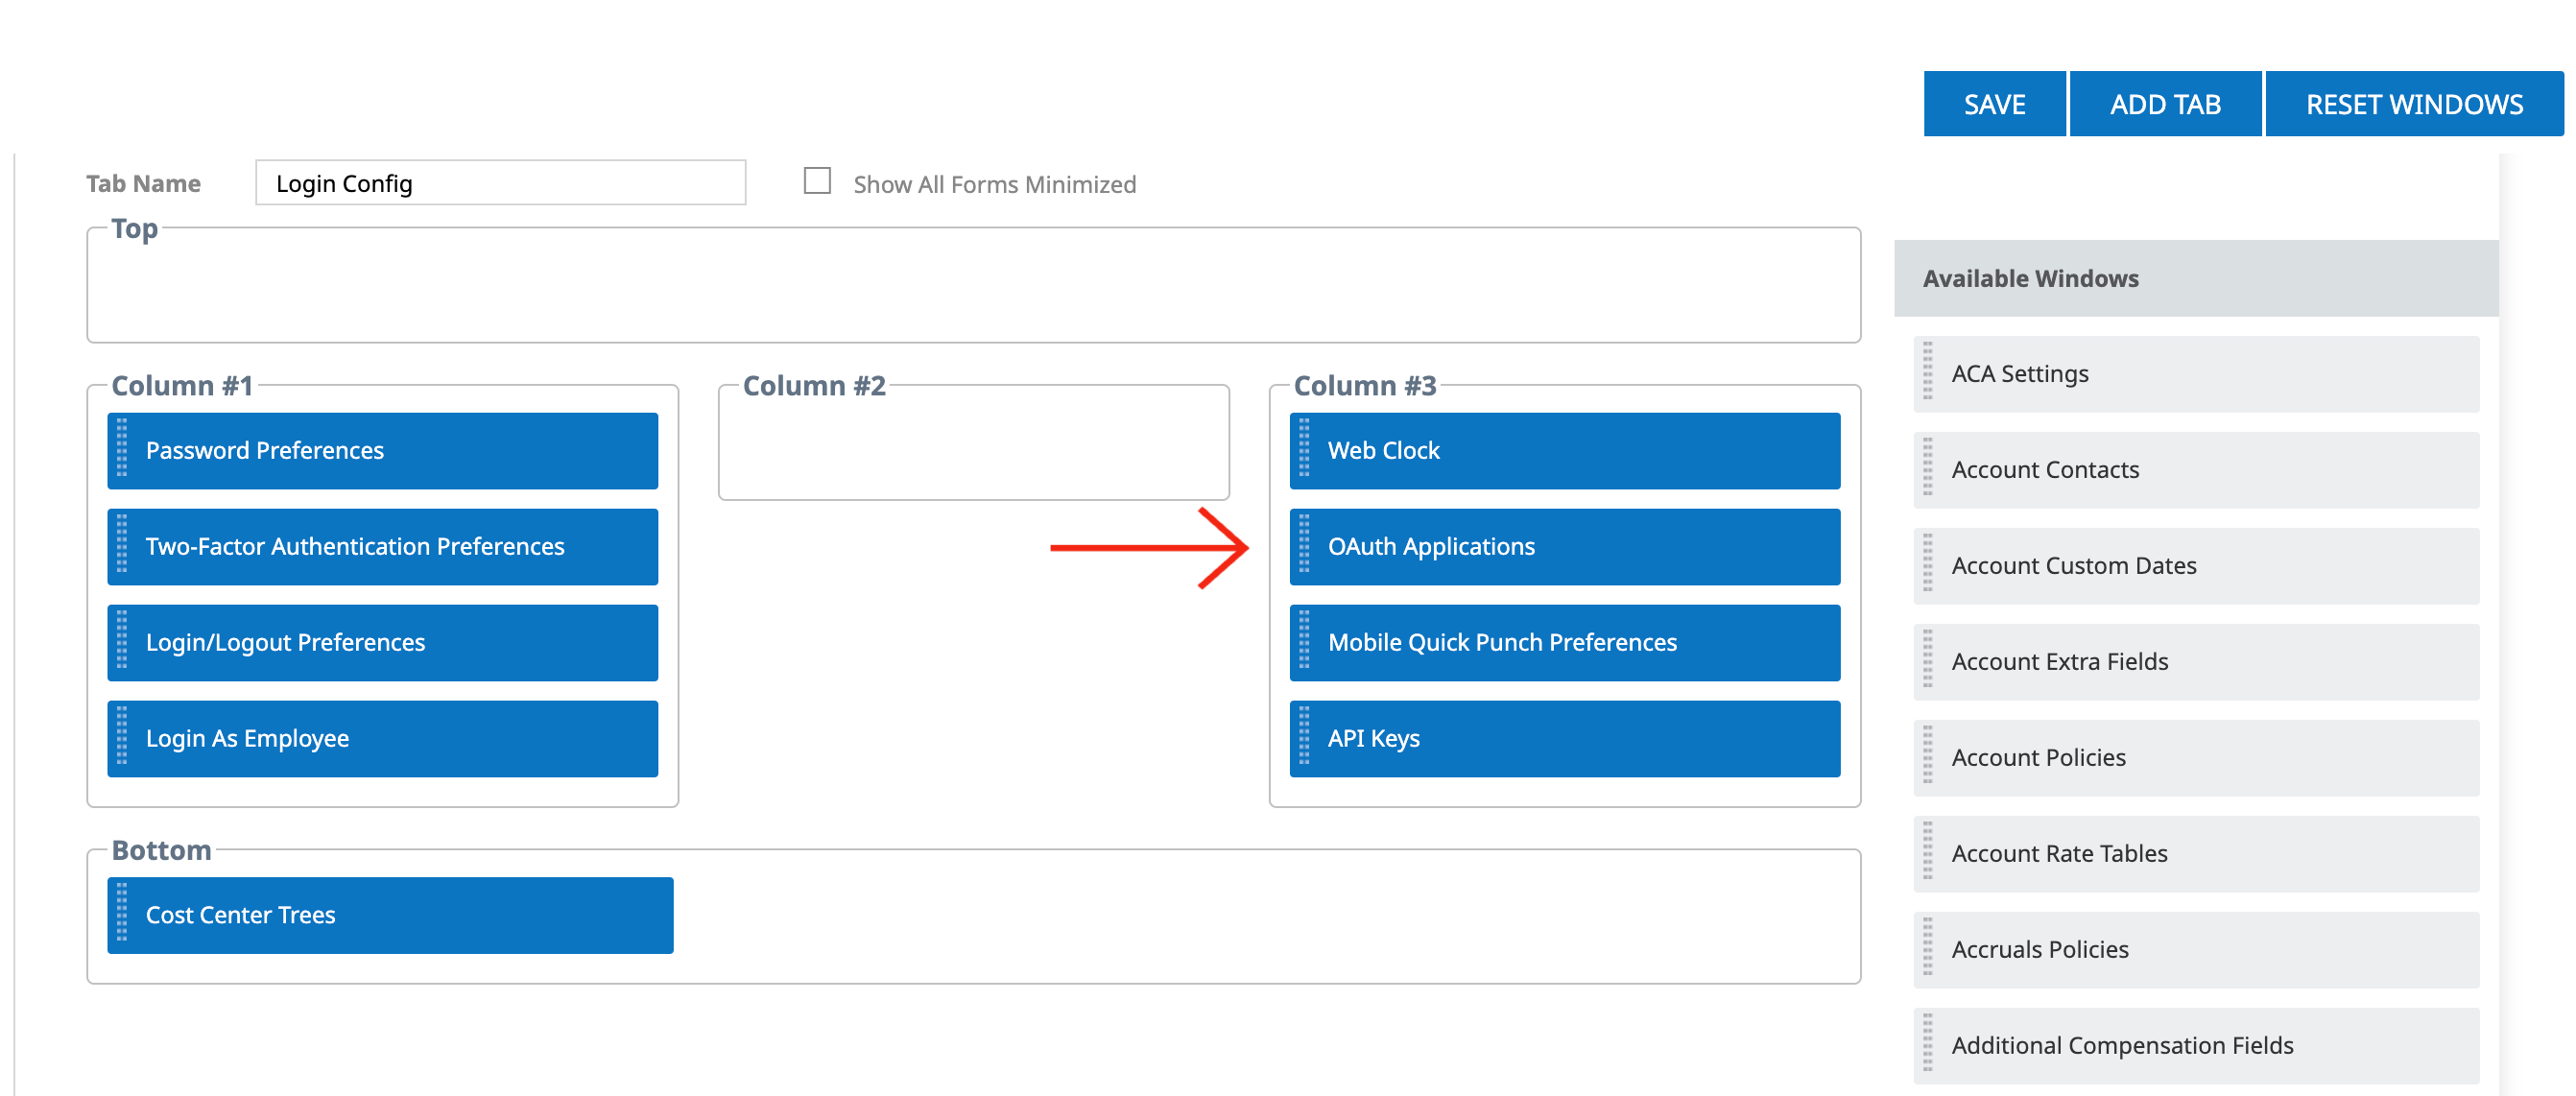 SAVE
ADD TAB
RESET WINDOWS
Tab Name
Login Config
Show All Forms Minimized
Top
Column #1
Password Preferences
Two-Factor Authentication Preferences
Login/Logout Preferences
Login As Employee
Column #2
Column #3
Web Clock
OAuth Applications
Mobile Quick Punch Preferences
API Keys
Bottom
Cost Center Trees
Available Windows
ACA Settings
Account Contacts
Account Custom Dates
Account Extra Fields
Account Policies
Account Rate Tables
Accruals Policies
Additional Compensation Fields